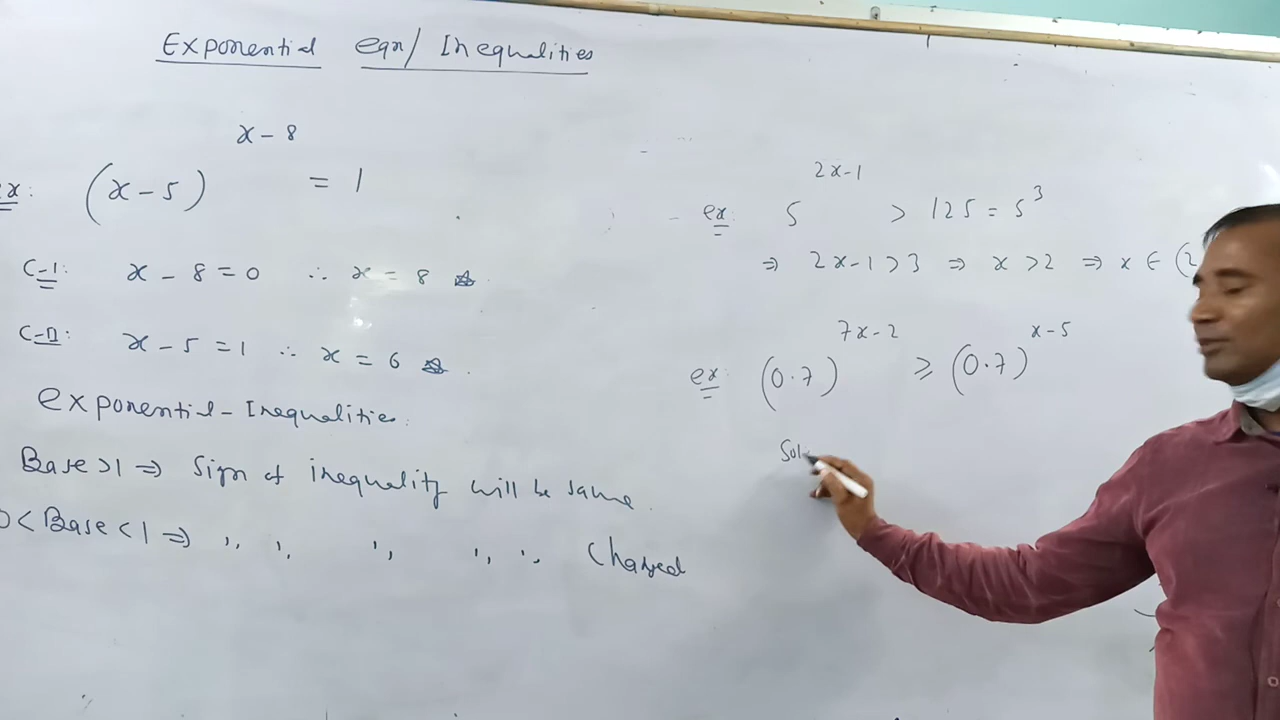 Exponential eqn/Inequalities
(x-5)^{x-8} = 1
C-I: x-8=0 ∴ x=8
C-II: x-5=1 ∴ x=6
exponential-Inequalities.
Base>1 ⇒ Sign of inequality will be same.
0<Base<1 ⇒ ,, ,, ,, ,, ,, Changed
ex: 5^{2x-1} > 125 = 5^3
⇒ 2x-1>3 ⇒ x>2 ⇒ x ∈ (2
ex: (0.7)^{7x-2} ≥ (0.7)^{x-5}
Sol